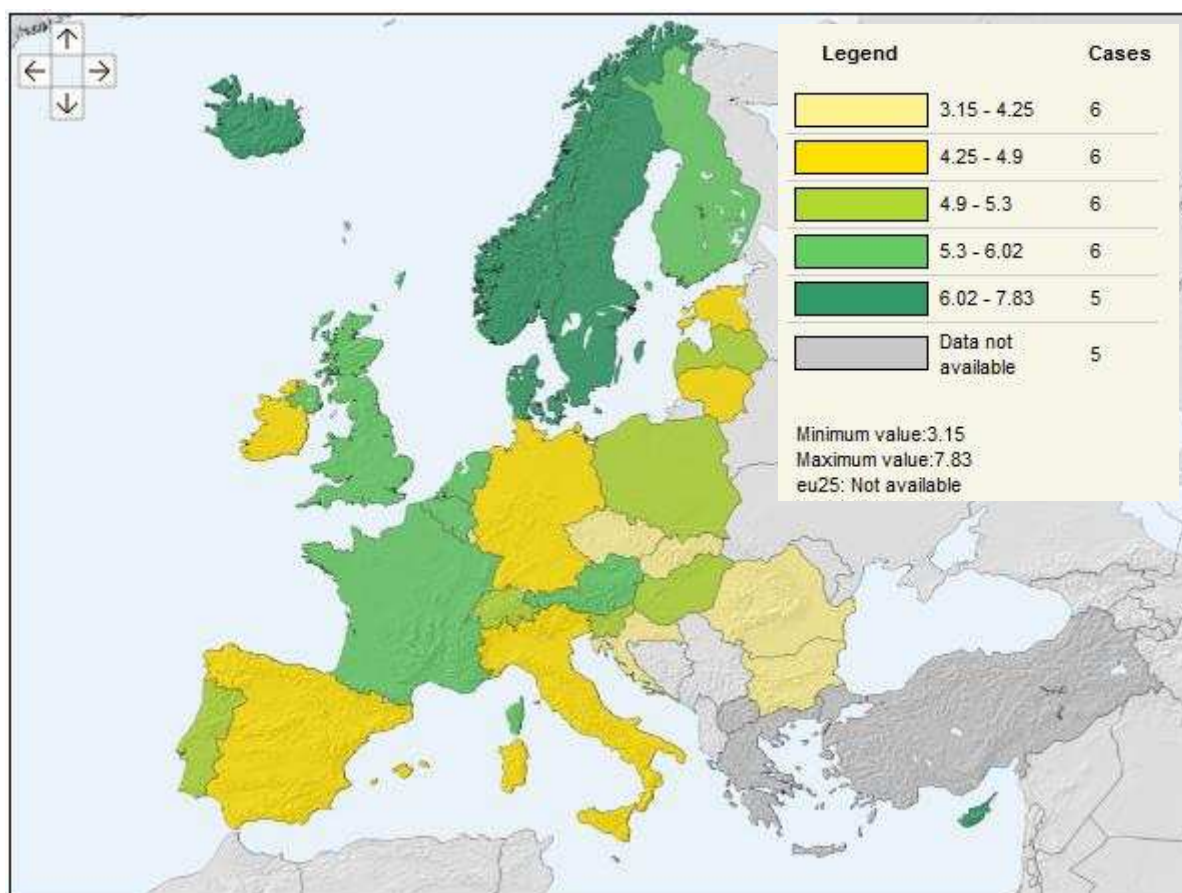 Legend Cases
3.15 - 4.25 6
4.25 - 4.9 6
4.9 - 5.3 6
5.3 - 6.02 6
6.02 - 7.83 5
Data not
available 5
Minimum value:3.15
Maximum value:7.83
eu25: Not available